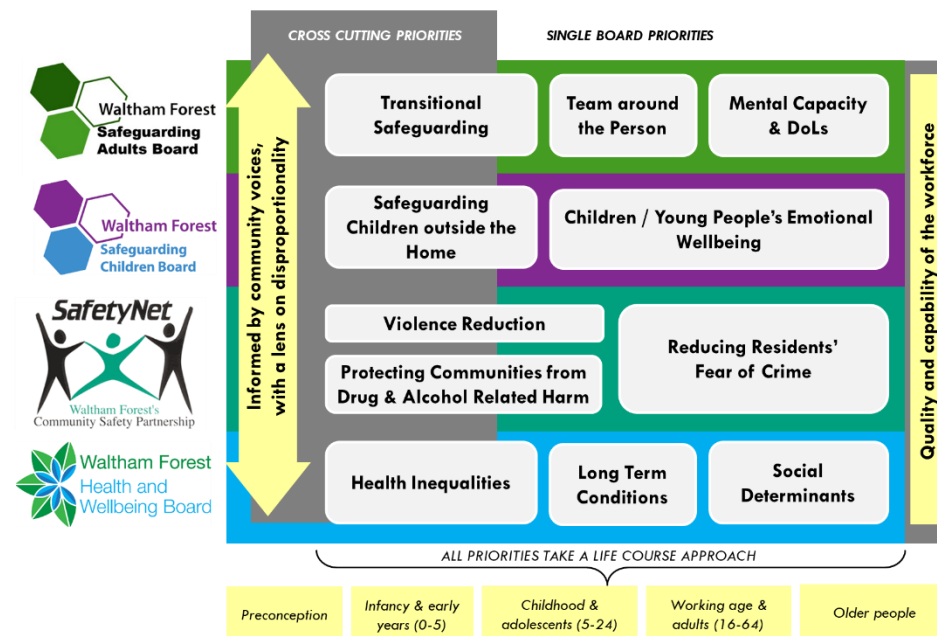 CROSS CUTTING PRIORITIES
SINGLE BOARD PRIORITIES
Waltham Forest
Safeguarding
Adults Board
Transitional
Safeguarding
Team around
the Person
Mental Capacity
& DoLs
Waltham Forest
Safeguarding
Children Board
Safeguarding
Children outside the
Home
Children / Young People's Emotional
Wellbeing
SafetyNet
Waltham Forest's
Community Safety Partnership
Violence Reduction
Protecting Communities from
Drug & Alcohol Related Harm
Reducing Residents'
Fear of Crime
Waltham Forest
Health and
Wellbeing Board
Health Inequalities
Long Term
Conditions
Social
Determinants
Informed by community voices,
with a lens on disproportionality
Quality and capability of the workforce
ALL PRIORITIES TAKE A LIFE COURSE APPROACH
Preconception
Infancy & early
years (0-5)
Childhood &
adolescents (5-24)
Working age &
adults (16-64)
Older people